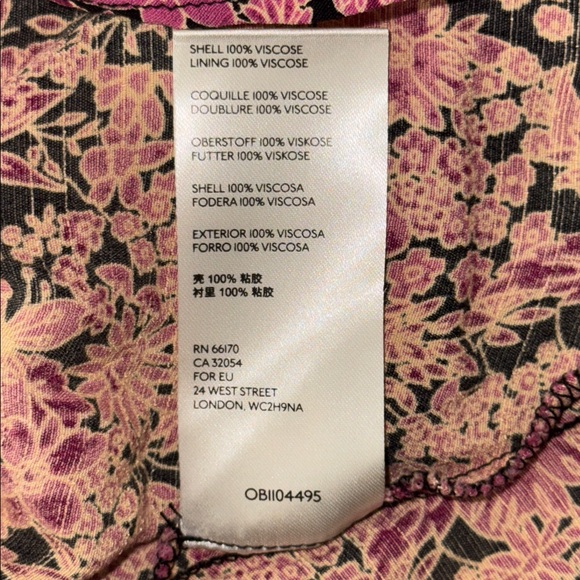 SHELL 100% VISCOSE
LINING 100% VISCOSE
COQUILLE 100% VISCOSE
DOUBLURE 100% VISCOSE
OBERSTOFF 100% VISKOSE
FUTTER 100% VISKOSE
SHELL 100% VISCOSA
FODERA 100% VISCOSA
EXTERIOR 100% VISCOSA
FORRO 100% VISCOSA
壳 100% 粘胶
衬里 100% 粘胶
RN 66170
CA 32054
FOR EU
24 WEST STREET
LONDON, WC2H9NA
OB1104495